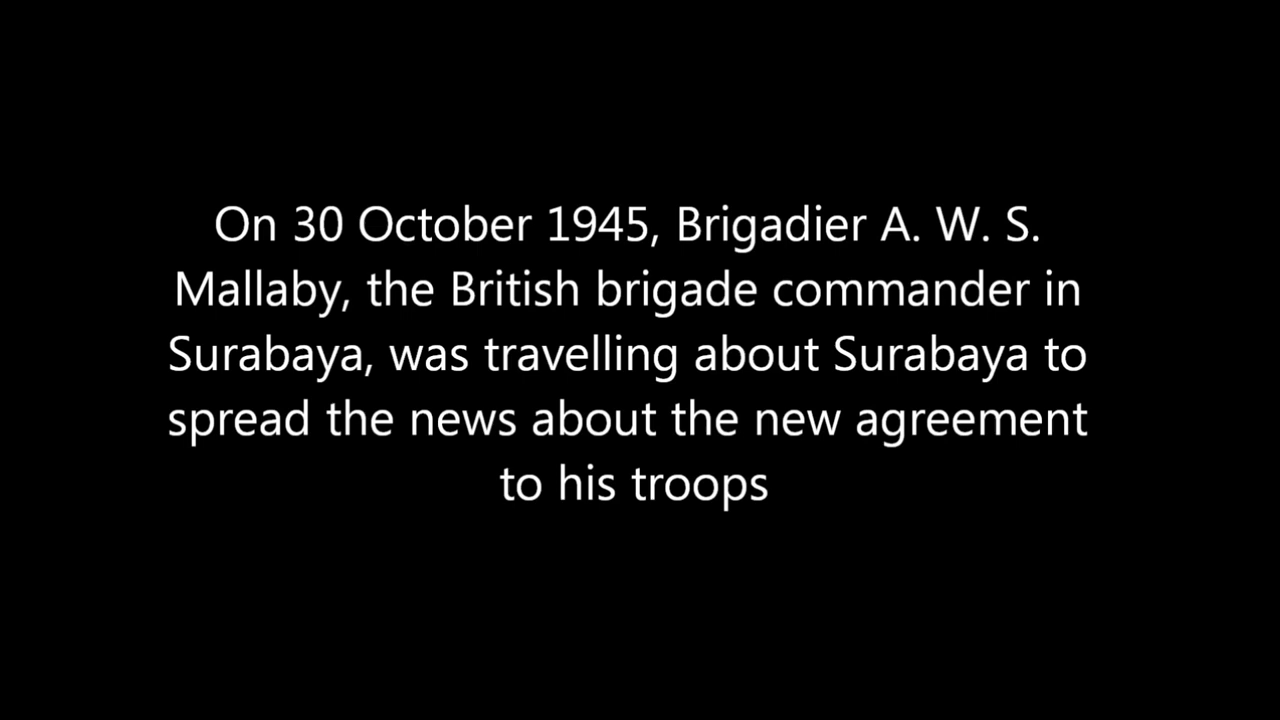 On 30 October 1945, Brigadier A. W. S.
Mallaby, the British brigade commander in
Surabaya, was travelling about Surabaya to
spread the news about the new agreement
to his troops